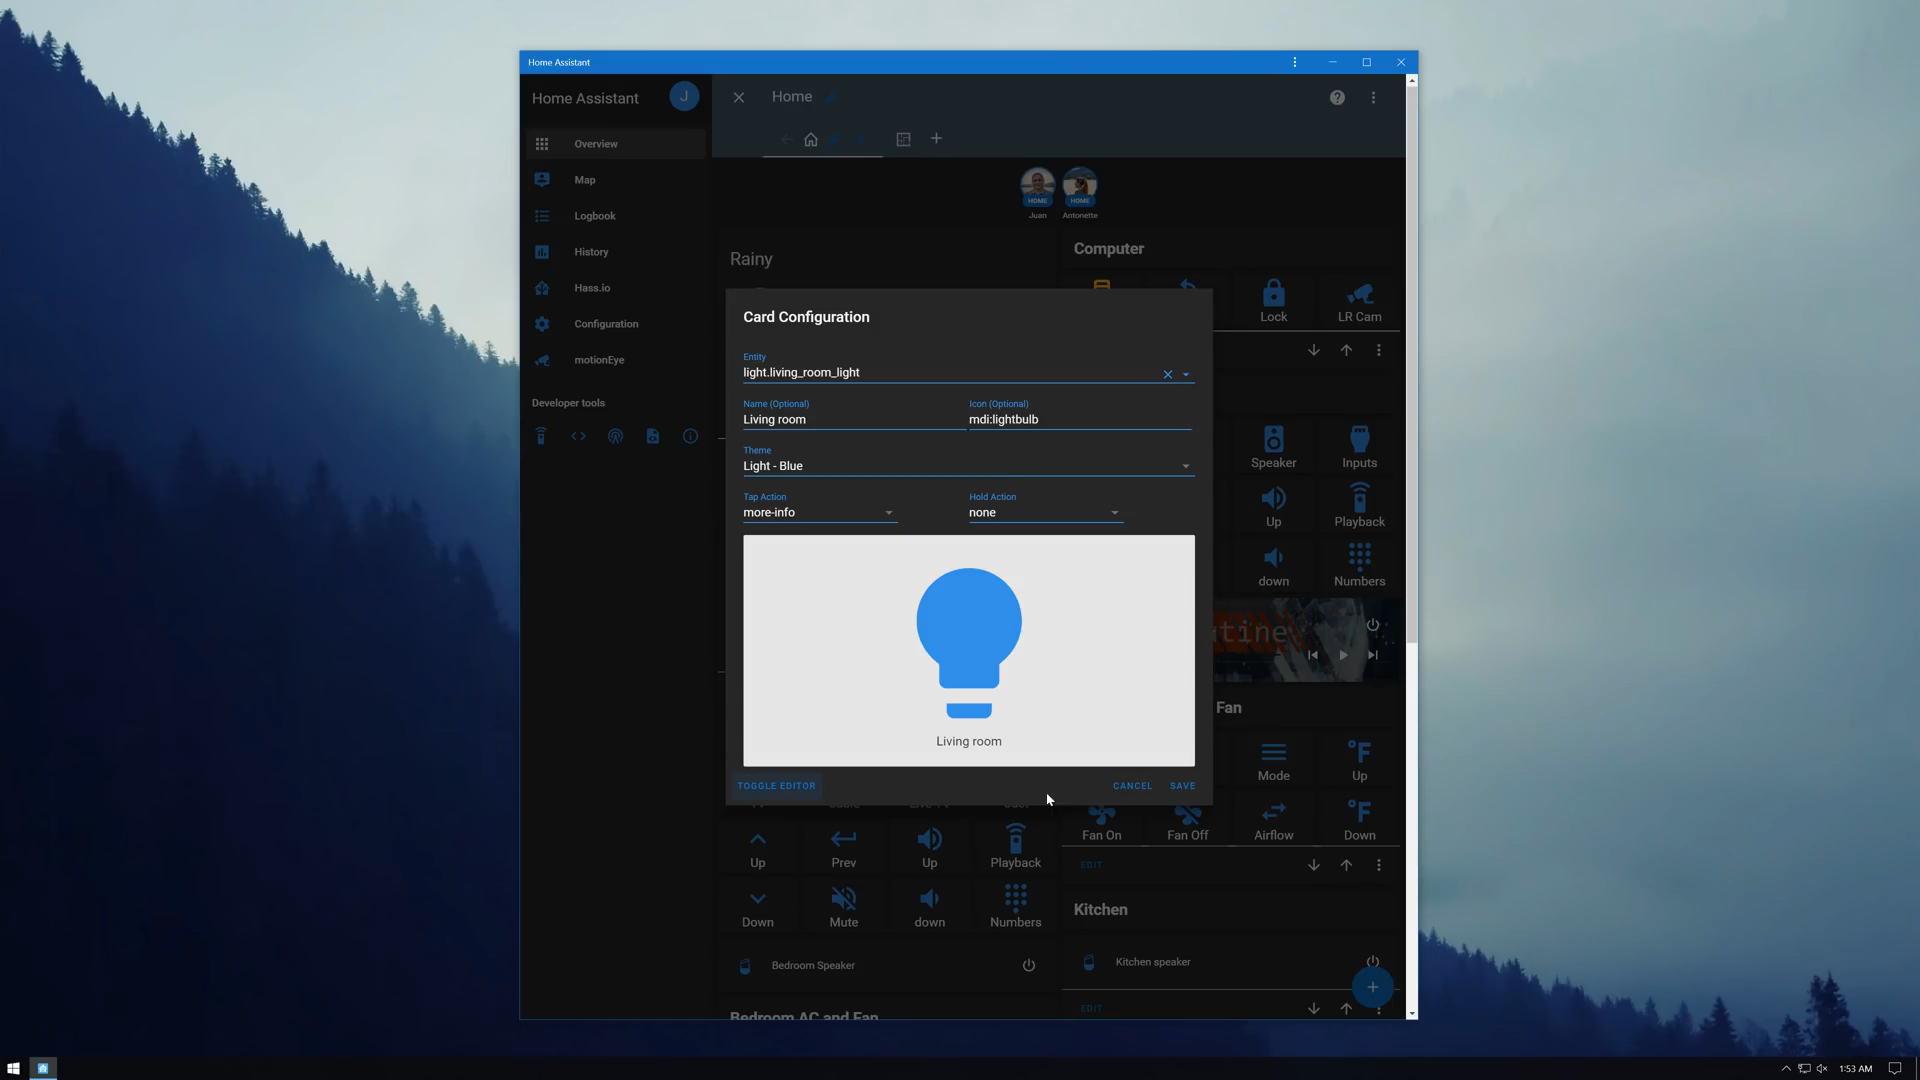 Home Assistant
Home Assistant
J
Home
Overview
Map
Logbook
History
Hass.io
Configuration
motionEye
Developer tools
HOME
HOME
Juan
Antonette
Rainy
Computer
Lock
LR Cam
Card Configuration
Entity
light.living_room_light
Name (Optional)
Living room
Icon (Optional)
mdi:lightbulb
Theme
Light - Blue
Tap Action
more-info
Hold Action
none
Living room
TOGGLE EDITOR
CANCEL
SAVE
Speaker
Inputs
Up
Playback
down
Numbers
Fan
Mode
Up
Fan On
Fan Off
Airflow
Down
EDIT
Up
Prev
Up
Playback
Down
Mute
down
Numbers
Kitchen
Bedroom Speaker
Kitchen speaker
EDIT
Bedroom AC and Fan
1:53 AM